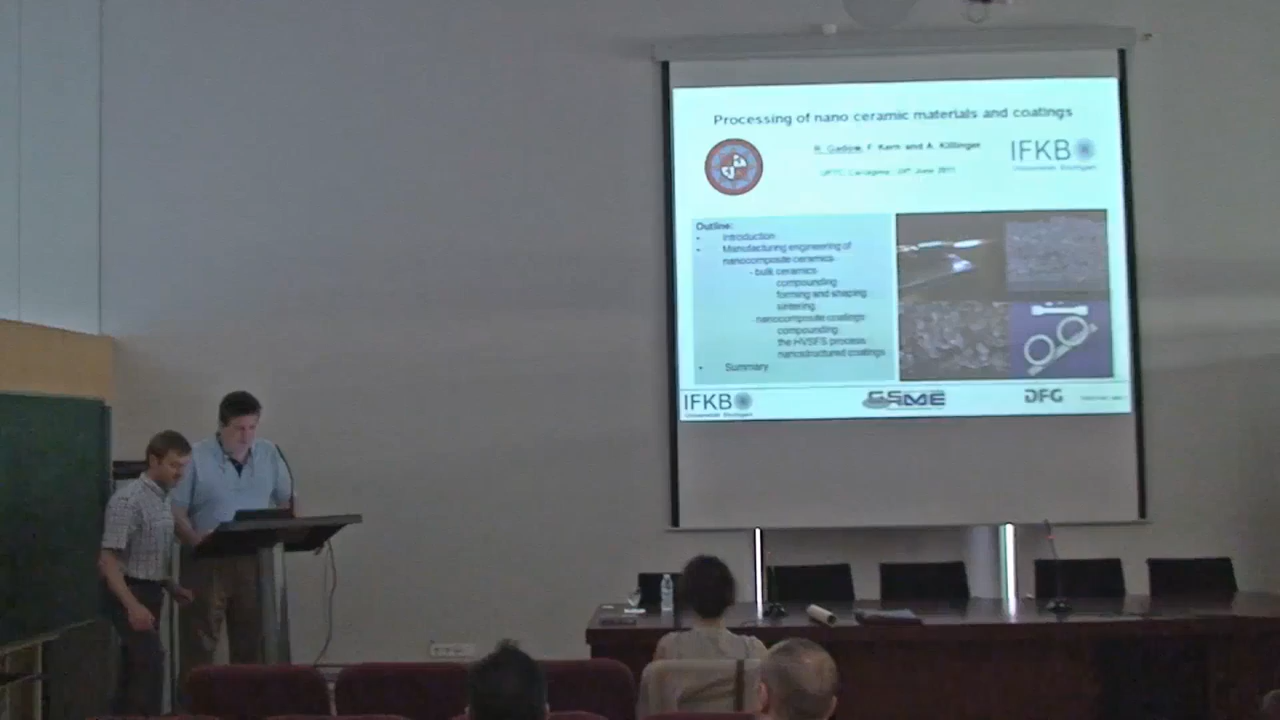 Processing of nano ceramic materials and coatings
R. Gadow, F. Kern and A. Killinger
UPTC, Cartagena, 24th June 2011
IFKB
Universität Stuttgart
Outline:
• Introduction
• Manufacturing engineering of
nanocomposite ceramics
- bulk ceramics
compounding
forming and shaping
sintering
- nanocomposite coatings
compounding
the HVSFS process
nanostructured coatings
• Summary
IFKB
Universität Stuttgart
GSME
DFG